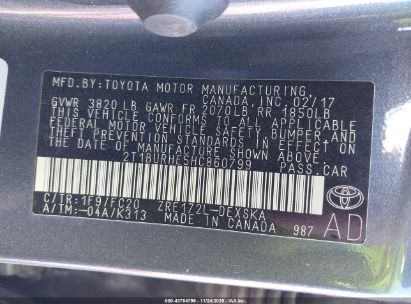 MFD.BY:TOYOTA MOTOR MANUFACTURING,
CANADA, INC. 02/17
GVWR 3820 LB GAWR FR 2070LB RR 1850LB
THIS VEHICLE CONFORMS TO ALL APPLICABLE
FEDERAL MOTOR VEHICLE SAFETY, BUMPER, AND
THEFT PREVENTION STANDARDS IN EFFECT ON
THE DATE OF MANUFACTURE SHOWN ABOVE.
2T1BURHE5HC860799 PASS.CAR
C/TR:1F9/FC20 ZRE172L-DEXSKA
A/TM:-04A/K313 MADE IN CANADA 987
TOYOTA
AD